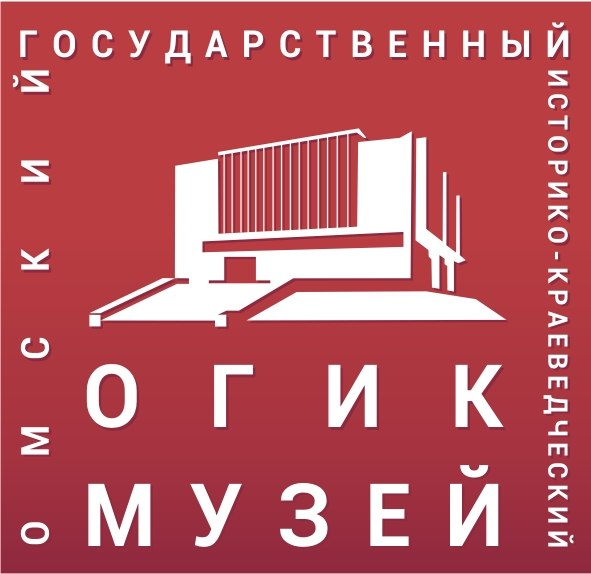 ОМСКИЙ
ГОСУДАРСТВЕННЫЙ
ИСТОРИКО-КРАЕВЕДЧЕСКИЙ
ОГИК
МУЗЕЙ